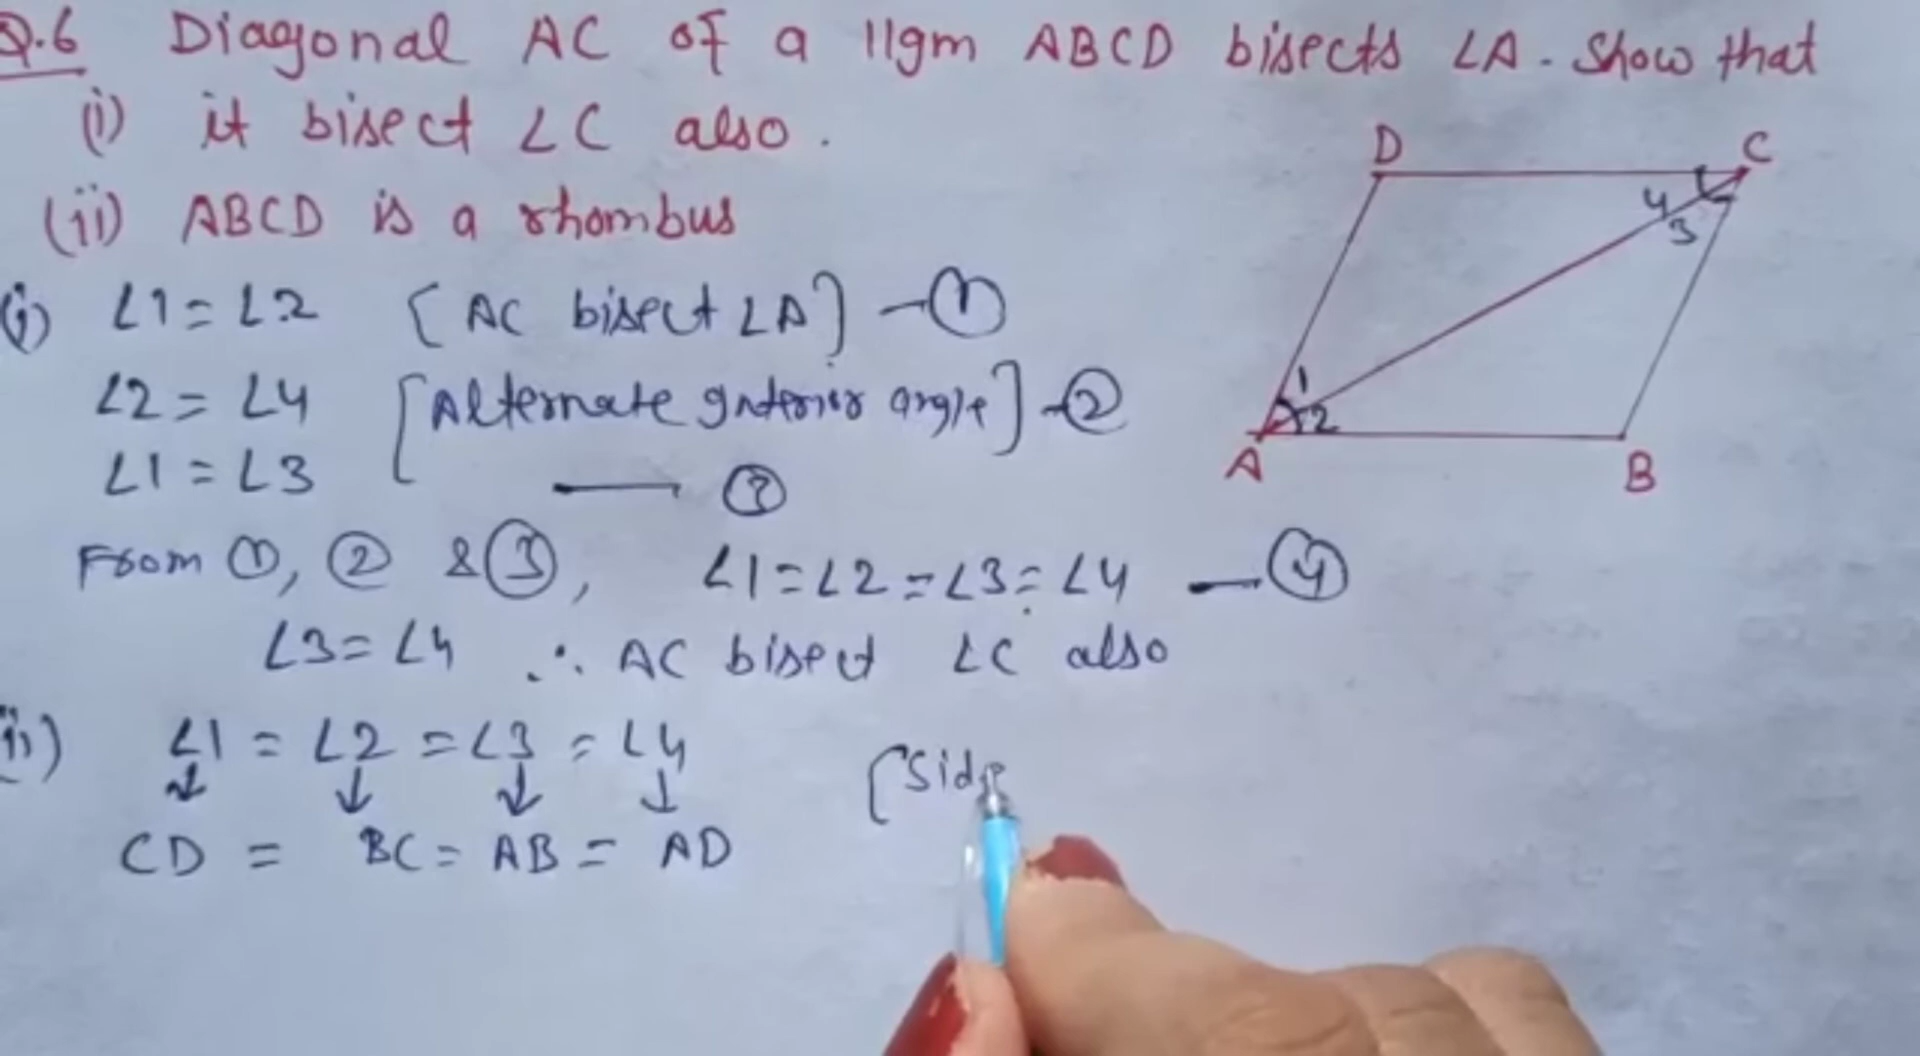 Q.6 Diagonal AC of a llgm ABCD bisects ∠A. Show that
(i) it bisect ∠C also.
(ii) ABCD is a rhombus
D C
4
3
1
2
A B
(i) ∠1 = ∠2 [AC bisect ∠A] — ①
∠2 = ∠4 [Alternate Interior angle] — ②
∠1 = ∠3 [ — ③
From ①, ② & ③, ∠1 = ∠2 = ∠3 = ∠4 — ④
∠3 = ∠4 ∴ AC bisect ∠C also
ii) ∠1 = ∠2 = ∠3 = ∠4 [Side
↓ ↓ ↓ ↓
CD = BC = AB = AD